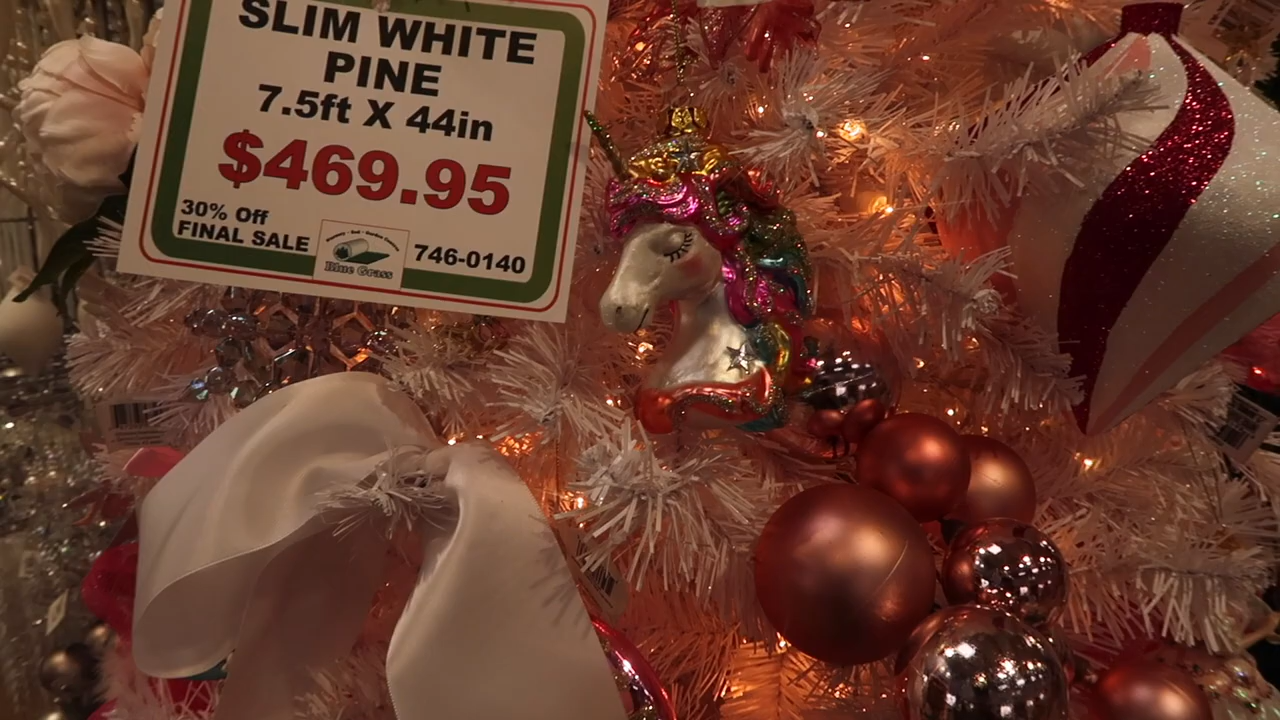 SLIM WHITE
PINE
7.5ft X 44in
$469.95
30% Off
FINAL SALE
Blue Grass
746-0140